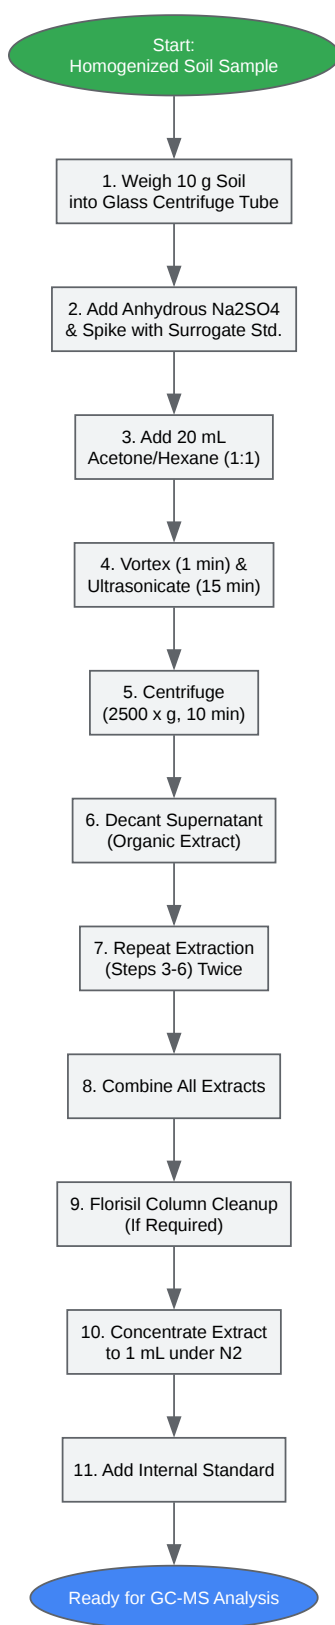 Start:
Homogenized Soil Sample
1. Weigh 10 g Soil
into Glass Centrifuge Tube
2. Add Anhydrous Na2SO4
& Spike with Surrogate Std.
3. Add 20 mL
Acetone/Hexane (1:1)
4. Vortex (1 min) &
Ultrasonicate (15 min)
5. Centrifuge
(2500 x g, 10 min)
6. Decant Supernatant
(Organic Extract)
7. Repeat Extraction
(Steps 3-6) Twice
8. Combine All Extracts
9. Florisil Column Cleanup
(If Required)
10. Concentrate Extract
to 1 mL under N2
11. Add Internal Standard
Ready for GC-MS Analysis